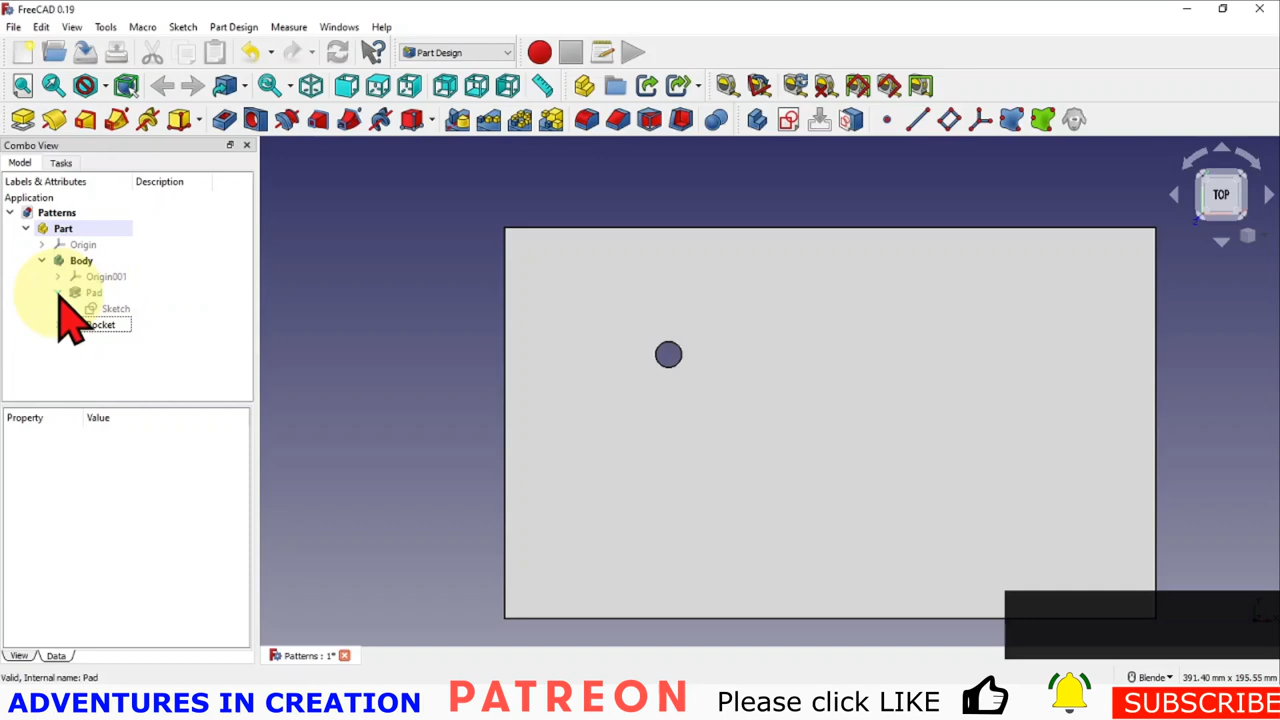 FreeCAD 0.19
File Edit View Tools Macro Sketch Part Design Measure Windows Help
Part Design
Combo View
Model Tasks
Labels & Attributes Description
Application
Patterns
Part
Origin
Body
Origin001
Pad
Sketch
TOP
Z
Property Value
View Data
Patterns : 1*
Valid, Internal name: Pad
Blende
391.40 mm x 195.55 mm
ADVENTURES IN CREATION PATREON Please click LIKE SUBSCRIBE